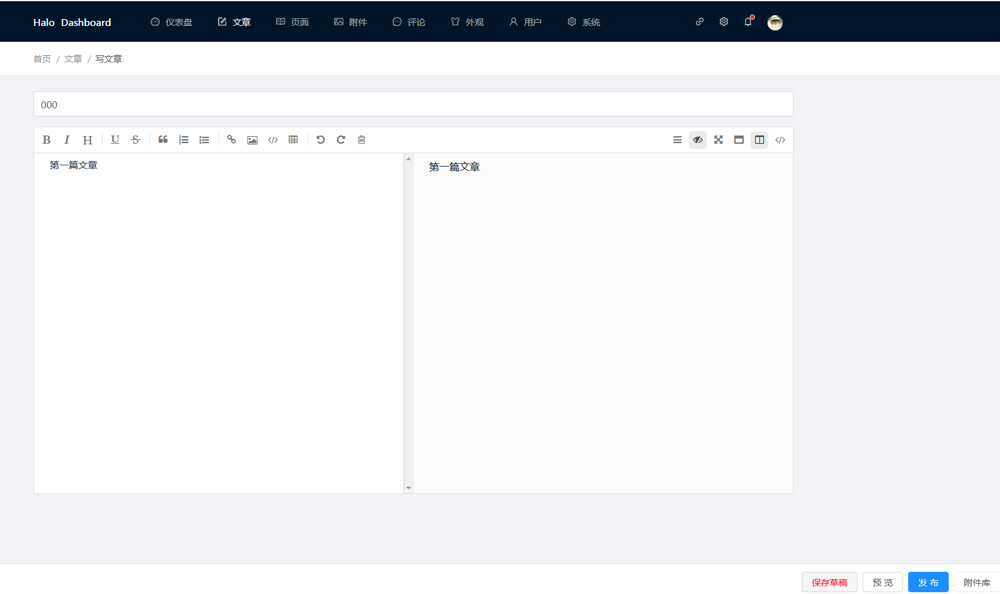 Halo Dashboard 仪表盘 文章 页面 附件 评论 外观 用户 系统
首页 / 文章 / 写文章
000
第一篇文章
第一篇文章
保存草稿 预览 发布 附件库